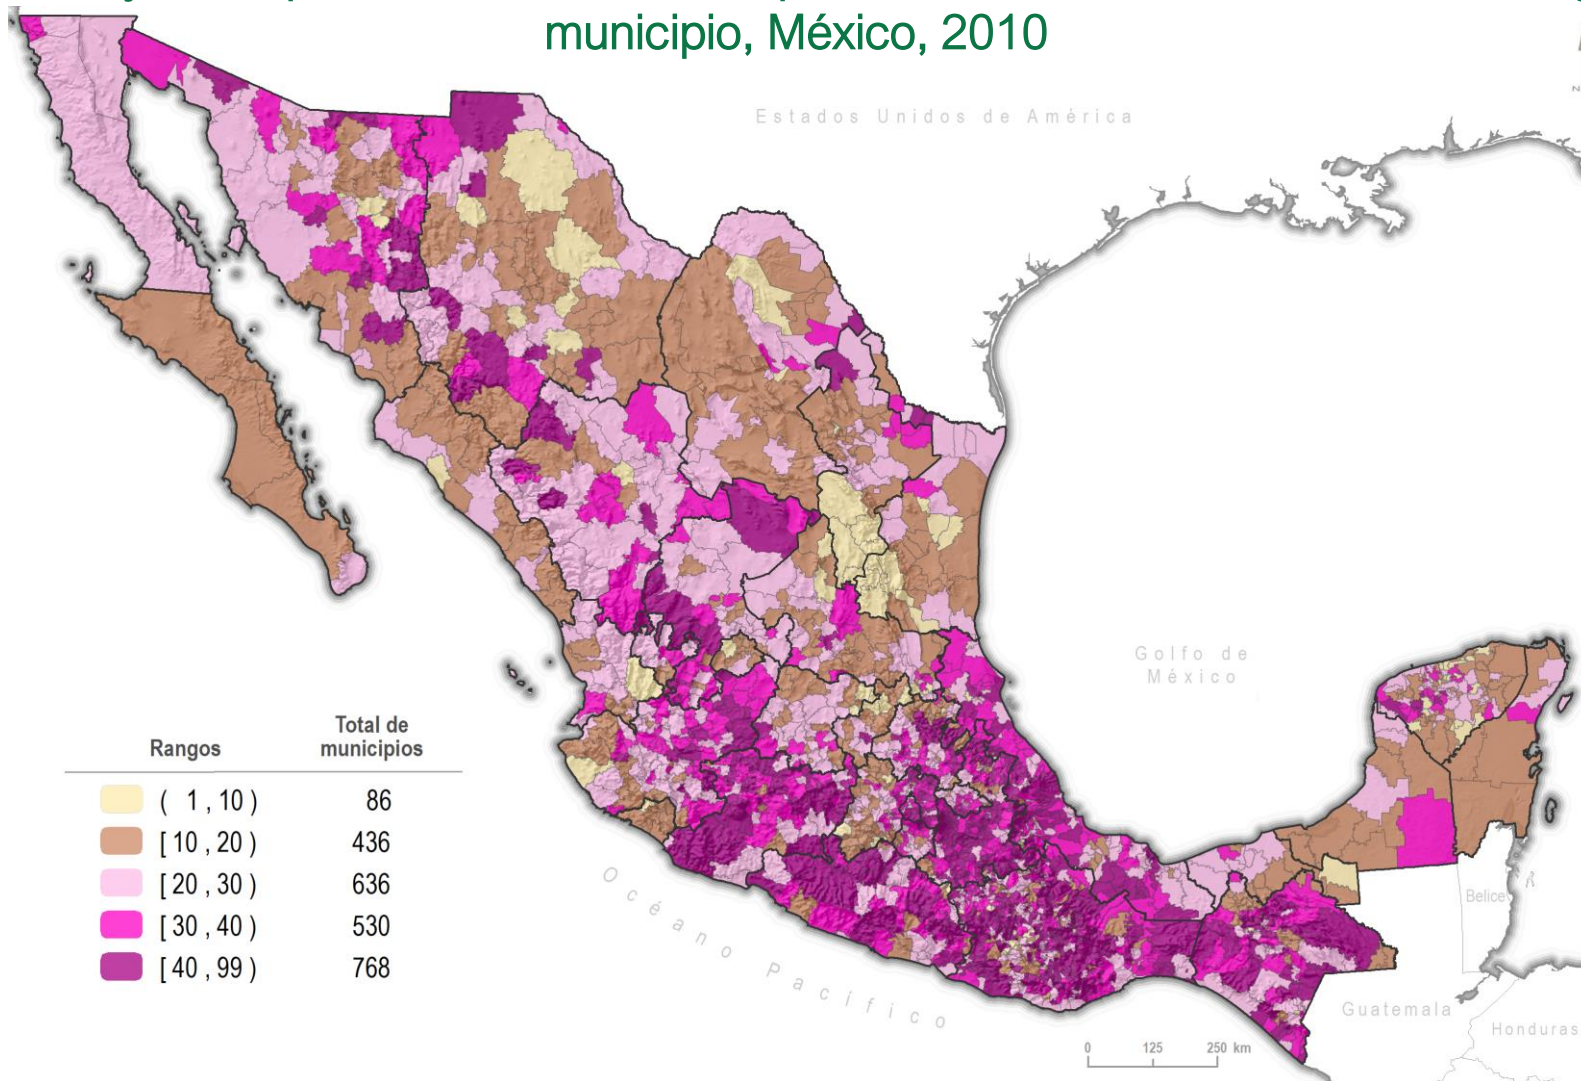 municipio, México, 2010
Estados Unidos de América
Golfo de
México
Rangos
Total de
municipios
( 1 , 10 ) 86
[ 10 , 20 ) 436
[ 20 , 30 ) 636
[ 30 , 40 ) 530
[ 40 , 99 ) 768
Océano Pacífico
Belice
Guatemala
Honduras
0 125 250 km